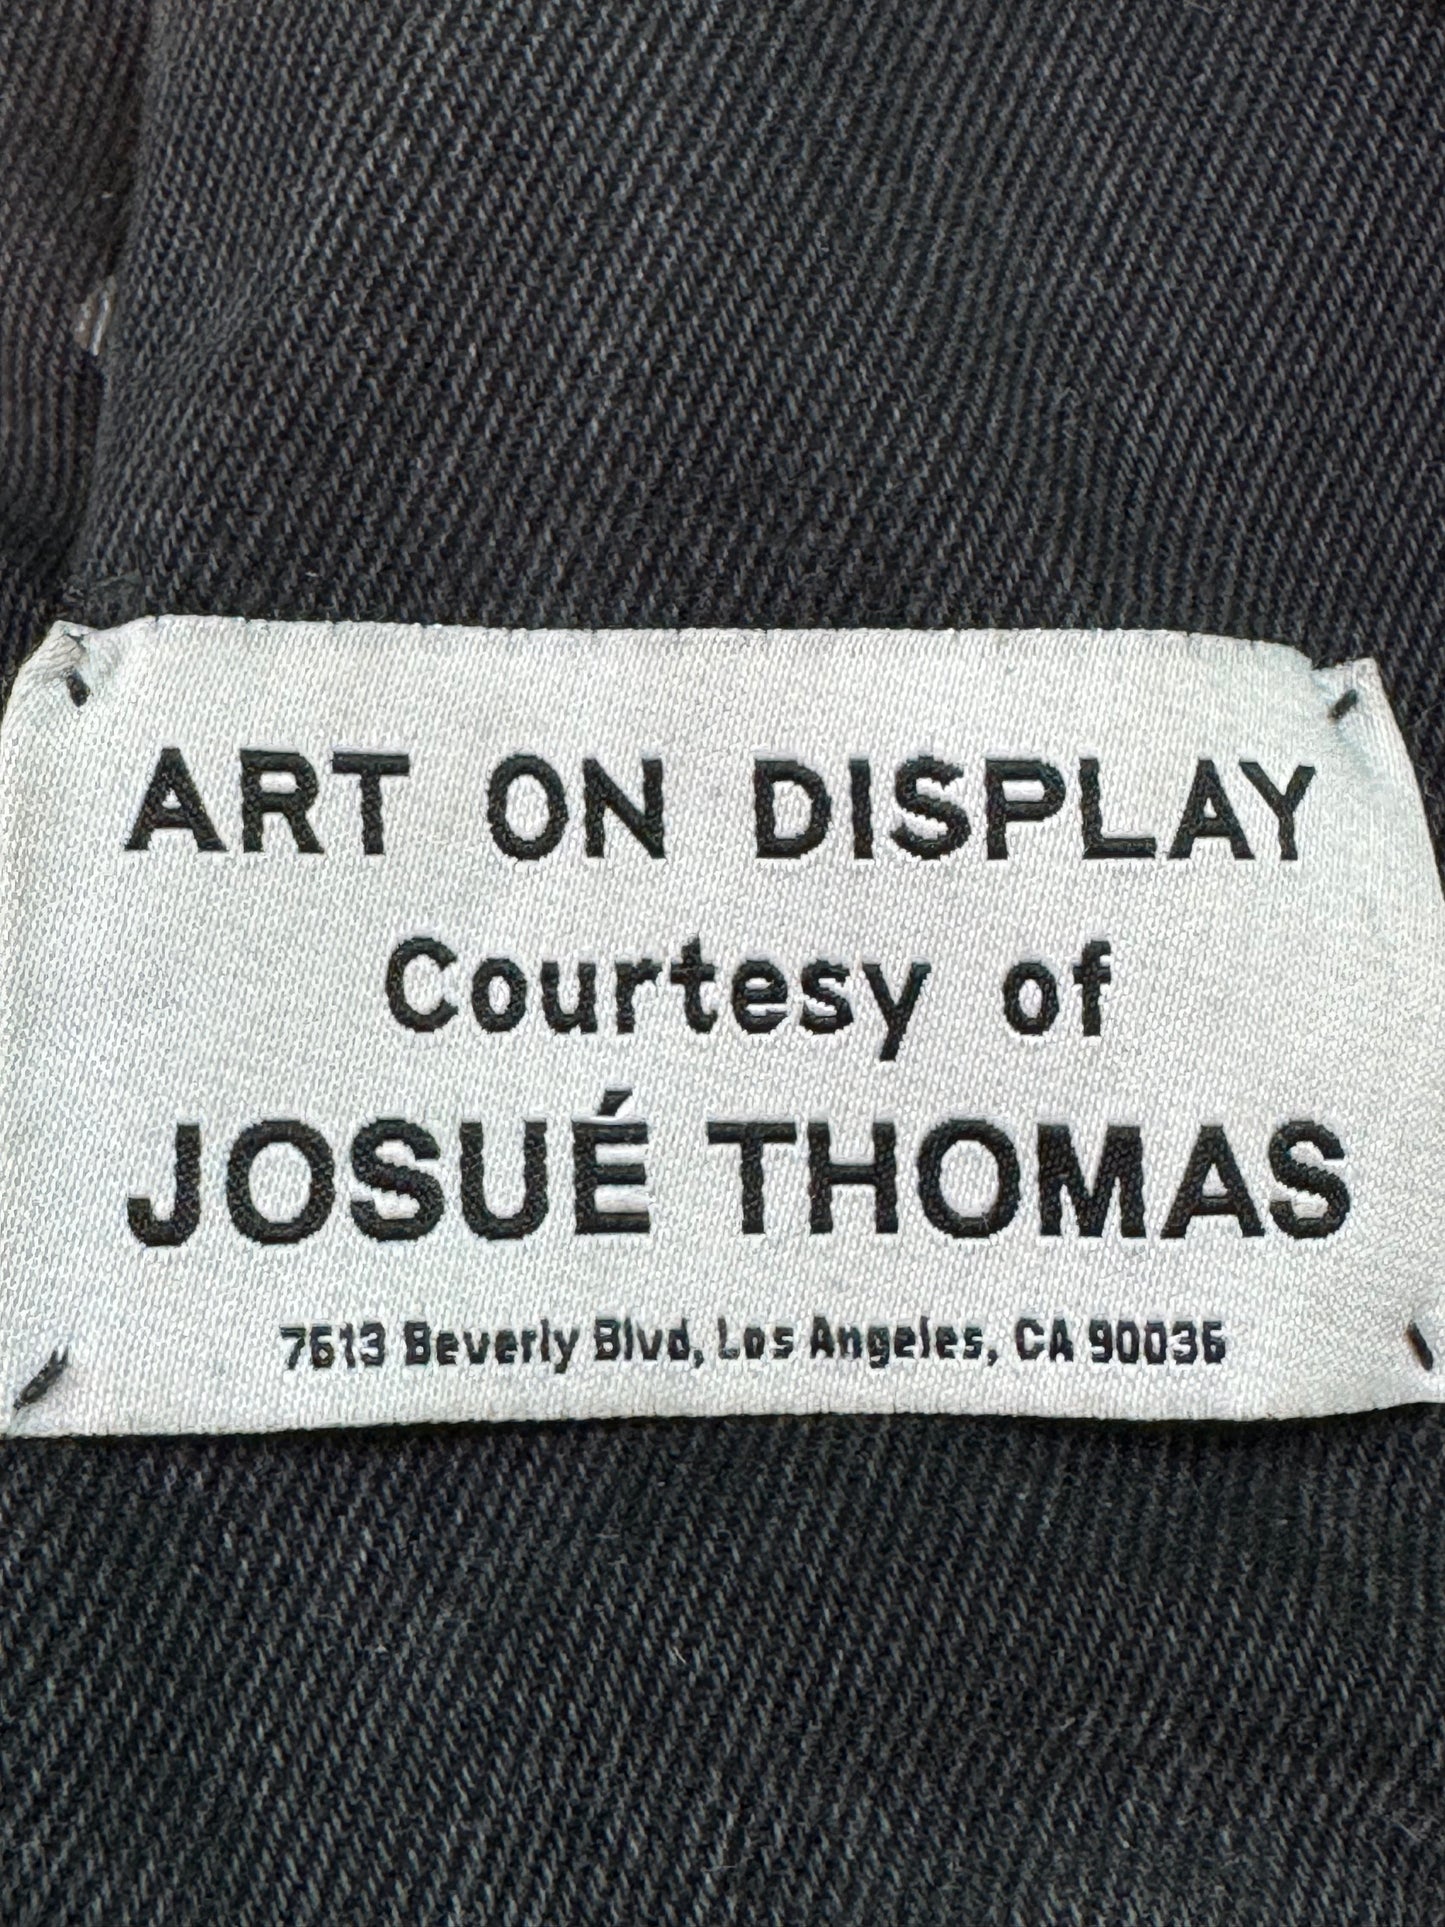 ART ON DISPLAY
Courtesy of
JOSUÉ THOMAS
7613 Beverly Blvd, Los Angeles, CA 90036